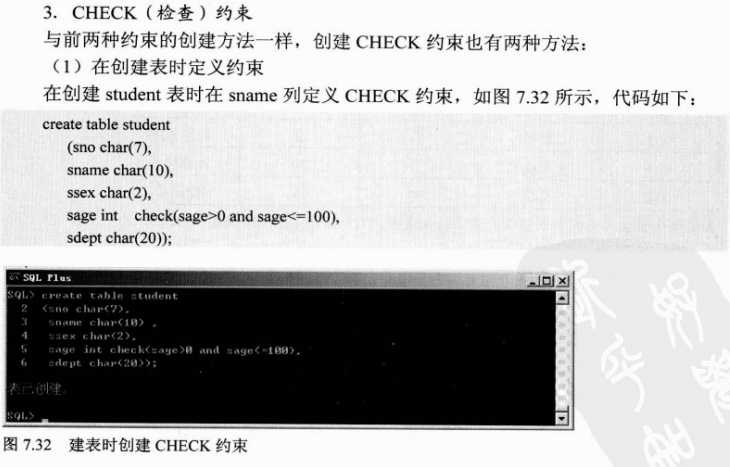 3. CHECK（检查）约束
与前两种约束的创建方法一样，创建 CHECK 约束也有两种方法：
（1）在创建表时定义约束
在创建 student 表时在 sname 列定义 CHECK 约束，如图 7.32 所示，代码如下：
create table student
(sno char(7),
sname char(10),
ssex char(2),
sage int check(sage>0 and sage<=100),
sdept char(20));
SQL Plus
SQL> create table student
2 (sno char(7),
3 sname char(10) ,
4 ssex char(2),
5 sage int check(sage>0 and sage<=100),
6 sdept char(20));
表已创建。
SQL>
图 7.32 建表时创建 CHECK 约束